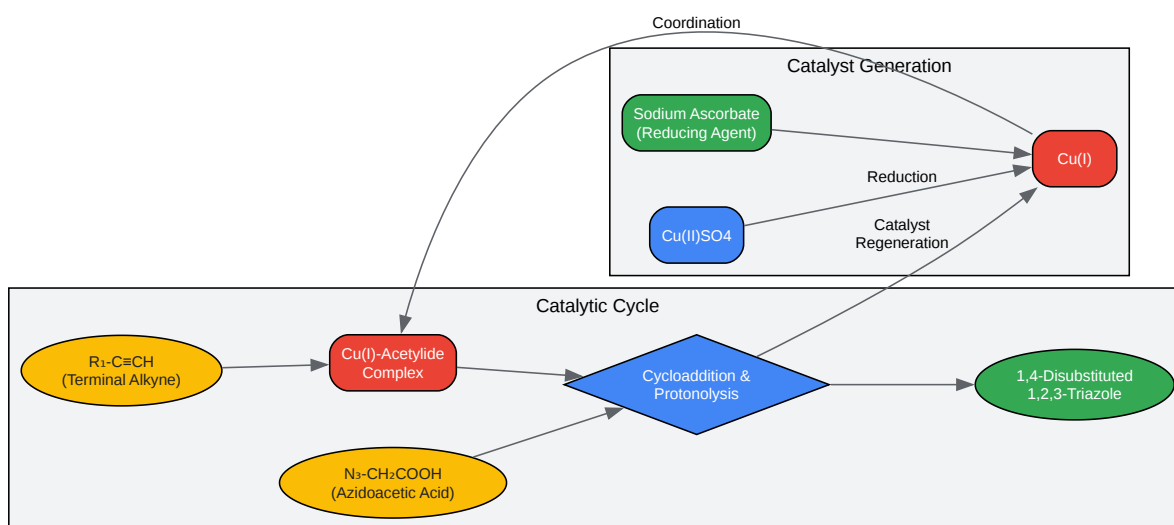 Coordination
Catalyst Generation
Sodium Ascorbate
(Reducing Agent)
Cu(I)
Reduction
Cu(II)SO4
Catalyst
Regeneration
Catalytic Cycle
R₁-C≡CH
(Terminal Alkyne)
Cu(I)-Acetylide
Complex
Cycloaddition &
Protonolysis
1,4-Disubstituted
1,2,3-Triazole
N₃-CH₂COOH
(Azidoacetic Acid)